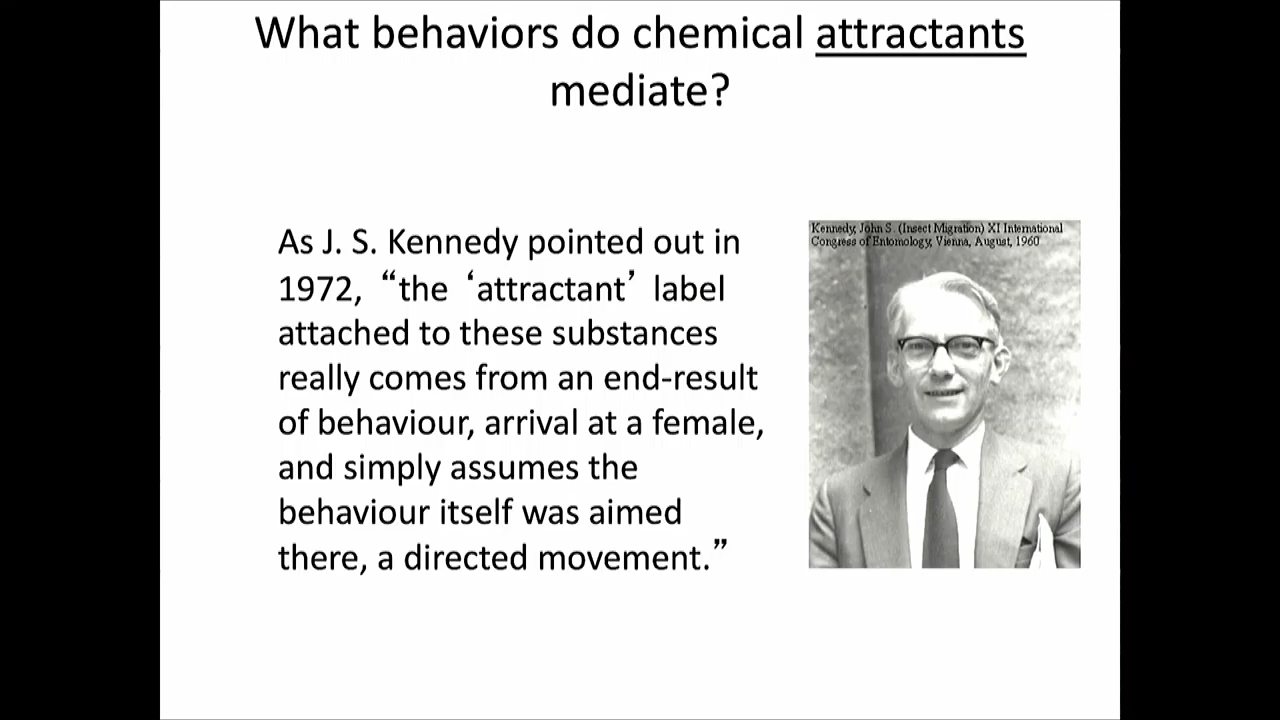 What behaviors do chemical attractants
mediate?
As J. S. Kennedy pointed out in
1972, “the ‘attractant’ label
attached to these substances
really comes from an end-result
of behaviour, arrival at a female,
and simply assumes the
behaviour itself was aimed
there, a directed movement.”
Kennedy, John S. (Insect Migration) XI International
Congress of Entomology, Vienna, August, 1960